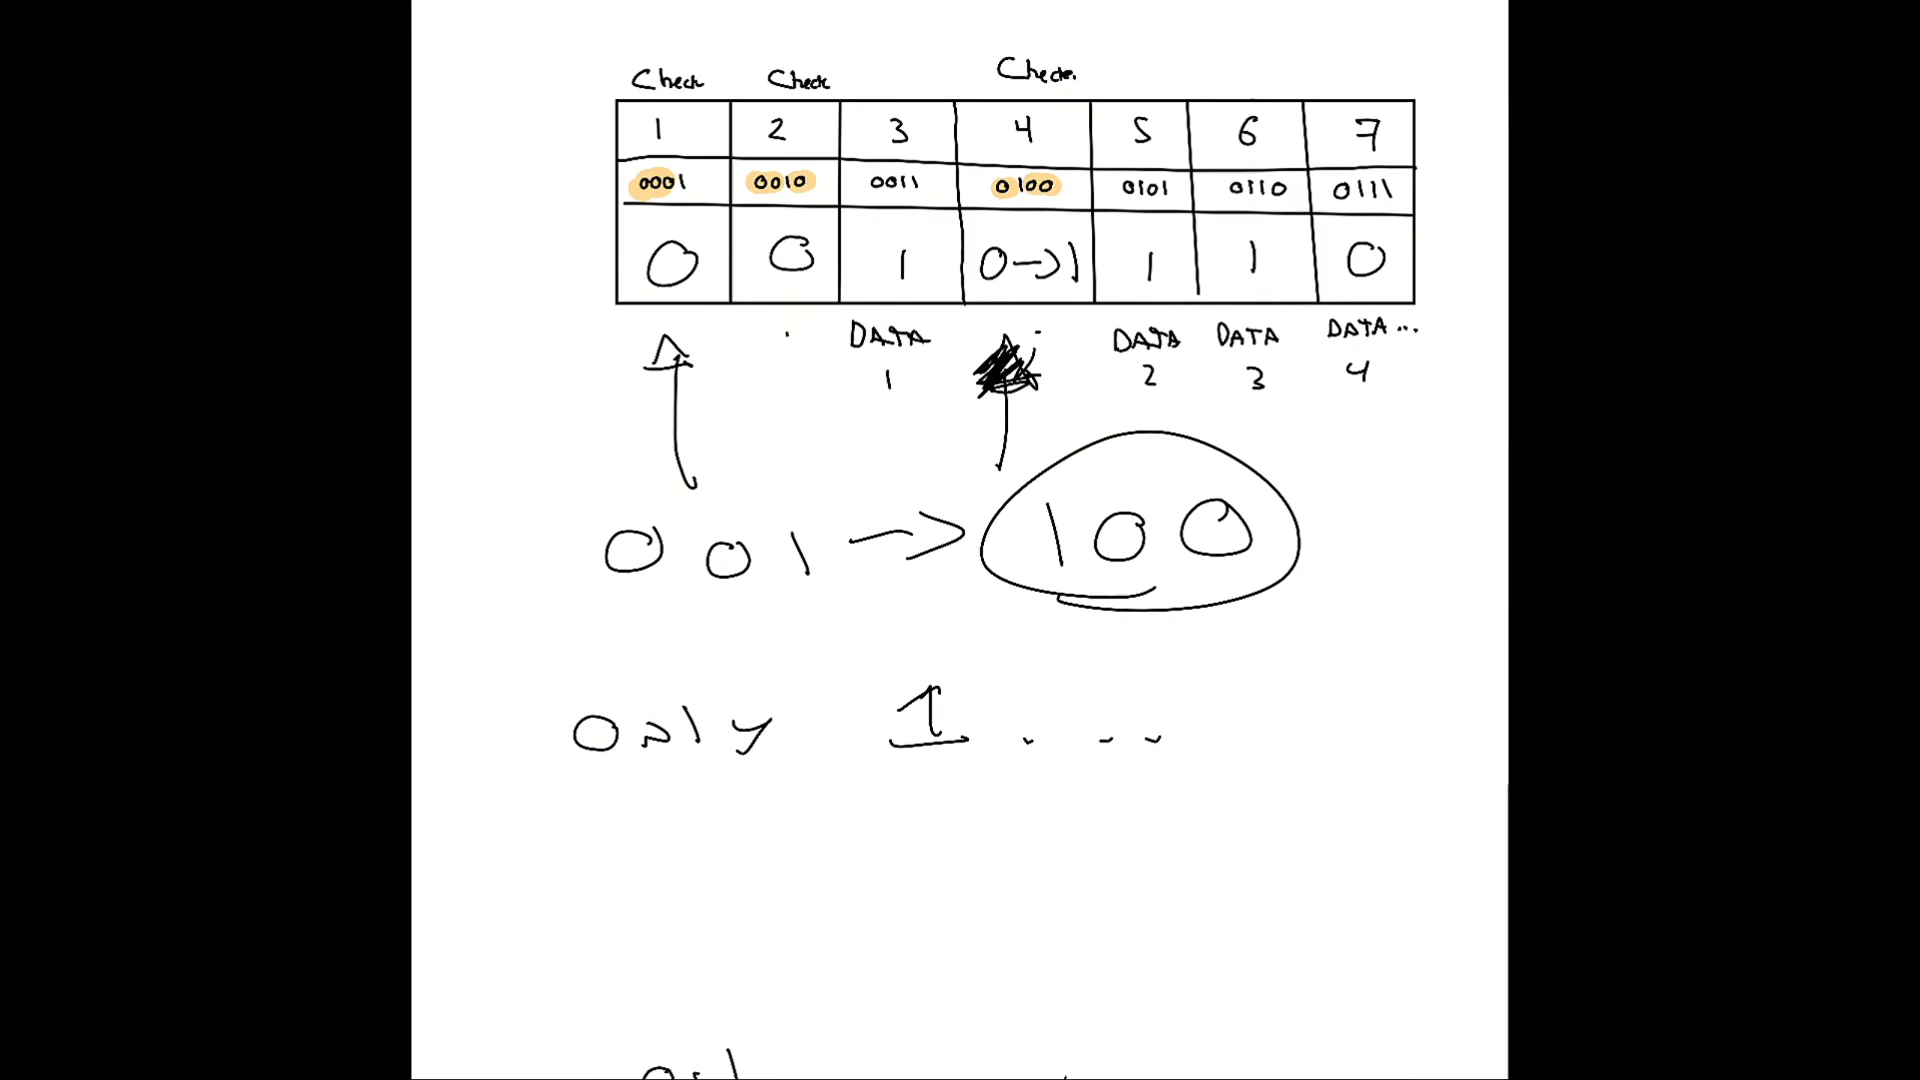 Check Check Check
1 2 3 4 5 6 7
0001 0010 0011 0100 0101 0110 0111
0 0 1 0->1 1 1 0
DATA DATA DATA DATA...
1 2 3 4
001 -> 100
only 1 . . .